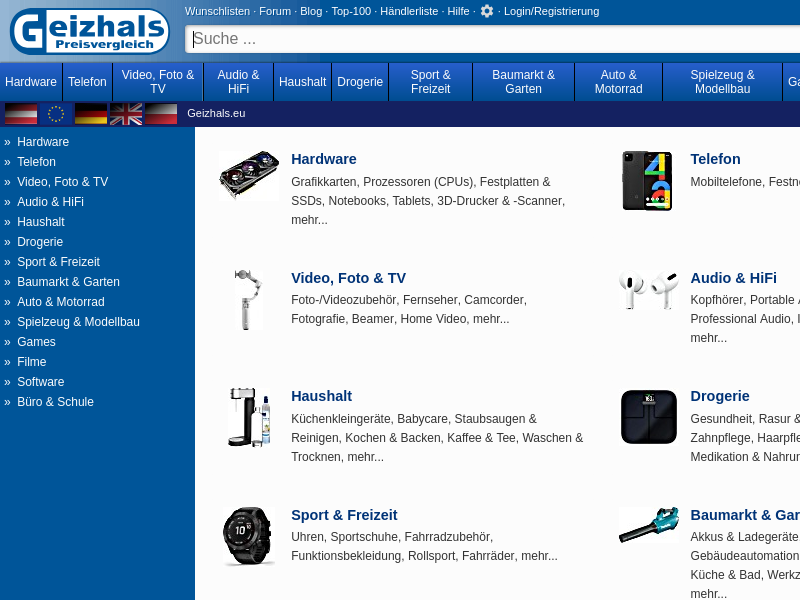 Geizhals
Preisvergleich
Wunschlisten · Forum · Blog · Top-100 · Händlerliste · Hilfe · · Login/Registrierung
Suche ...
Hardware
Telefon
Video, Foto &
TV
Audio &
HiFi
Haushalt
Drogerie
Sport &
Freizeit
Baumarkt &
Garten
Auto &
Motorrad
Spielzeug &
Modellbau
Geizhals.eu
» Hardware
» Telefon
» Video, Foto & TV
» Audio & HiFi
» Haushalt
» Drogerie
» Sport & Freizeit
» Baumarkt & Garten
» Auto & Motorrad
» Spielzeug & Modellbau
» Games
» Filme
» Software
» Büro & Schule
Hardware
Grafikkarten, Prozessoren (CPUs), Festplatten &
SSDs, Notebooks, Tablets, 3D-Drucker & -Scanner,
mehr...
Telefon
Mobiltelefone,
Video, Foto & TV
Foto-/Videozubehör, Fernseher, Camcorder,
Fotografie, Beamer, Home Video, mehr...
Audio & HiFi
Kopfhörer, Portable
Professional Audio,
mehr...
Haushalt
Küchenkleingeräte, Babycare, Staubsaugen &
Reinigen, Kochen & Backen, Kaffee & Tee, Waschen &
Trocknen, mehr...
Drogerie
Gesundheit, Rasur &
Zahnpflege,
Medikation &
Sport & Freizeit
Uhren, Sportschuhe, Fahrradzubehör,
Funktionsbekleidung, Rollsport, Fahrräder, mehr...
Baumarkt &
Akkus & Ladegeräte,
Gebäudeautomation
Küche & Bad,
mehr...